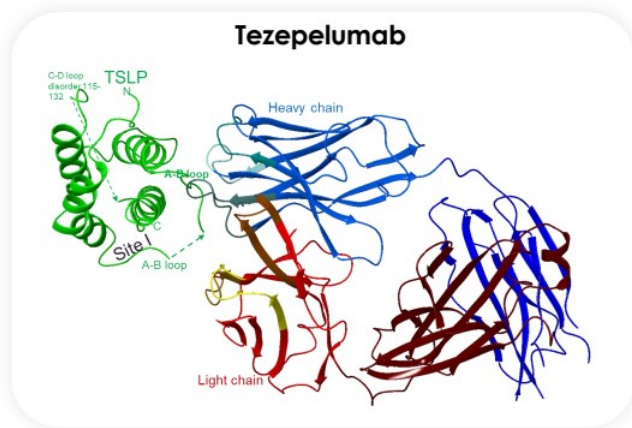 Tezepelumab
C-D loop
disorder 115-
132
TSLP
N
Heavy chain
A-B loop
C
Site I
A-B loop
Light chain